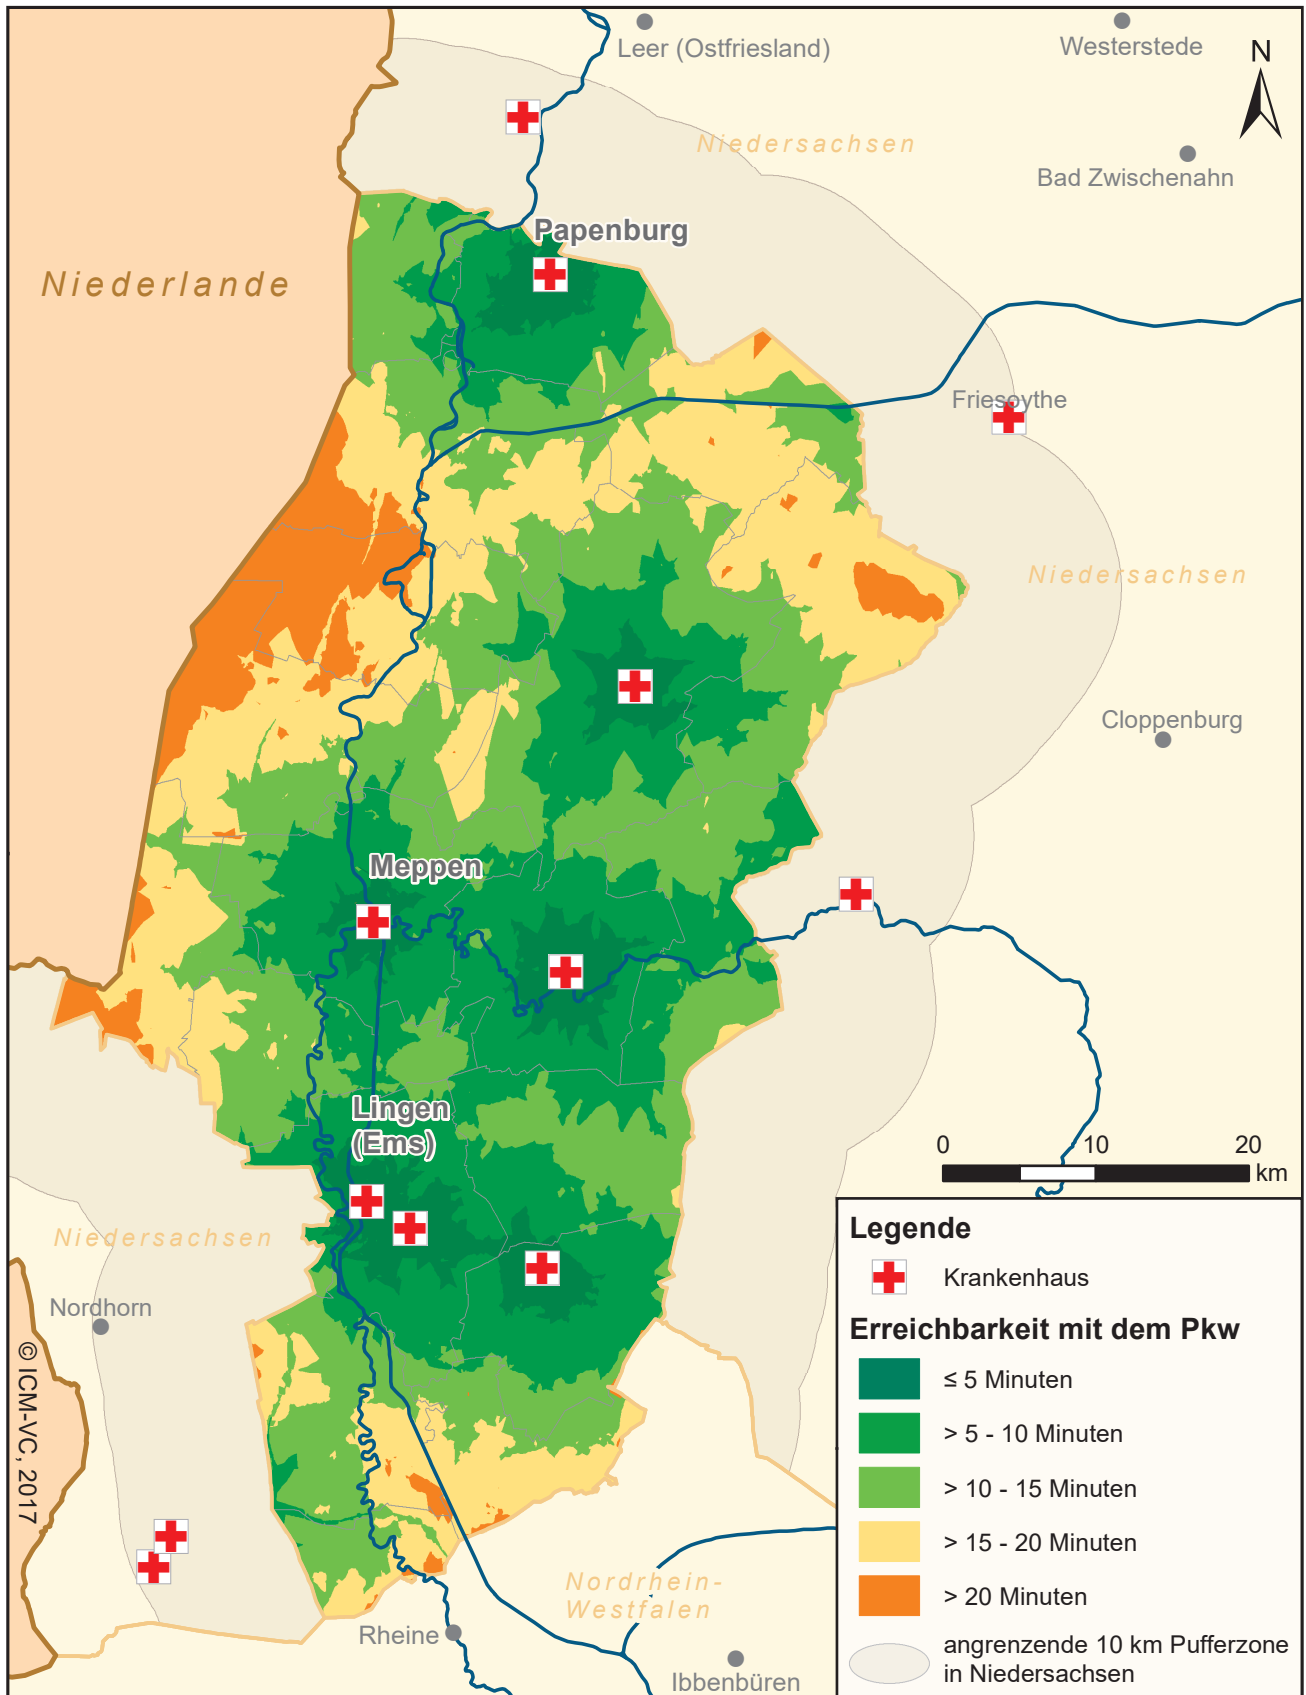 Leer (Ostfriesland)
Westerstede
N
Niedersachsen
Bad Zwischenahn
Papenburg
Niederlande
Friesoythe
Niedersachsen
Cloppenburg
Meppen
Lingen
(Ems)
0 10 20
km
Niedersachsen
Nordhorn
© ICM-VC, 2017
Nordrhein-
Westfalen
Rheine
Ibbenbüren
Legende
Krankenhaus
Erreichbarkeit mit dem Pkw
≤ 5 Minuten
> 5 - 10 Minuten
> 10 - 15 Minuten
> 15 - 20 Minuten
> 20 Minuten
angrenzende 10 km Pufferzone
in Niedersachsen